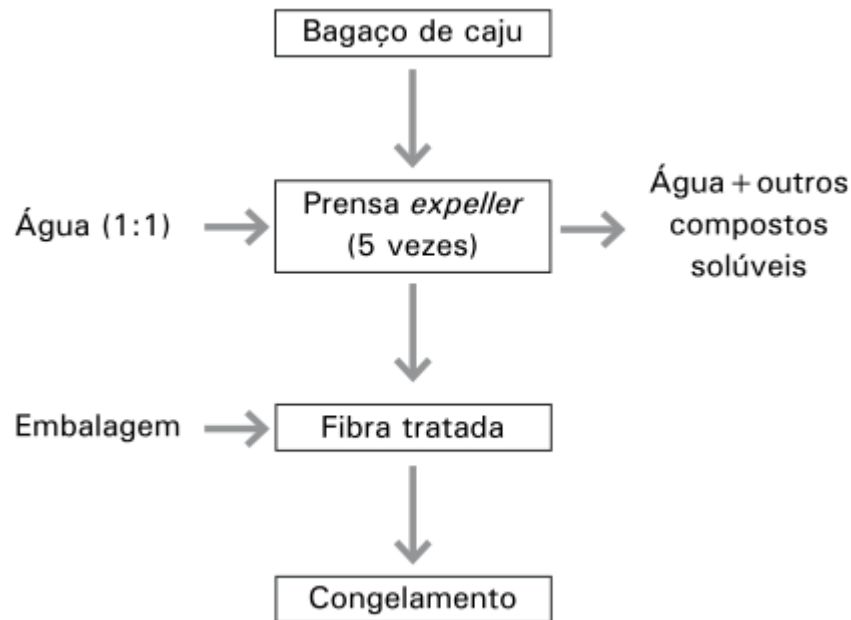 Bagaço de caju
Água (1:1)
Prensa expeller
(5 vezes)
Água + outros
compostos
solúveis
Embalagem
Fibra tratada
Congelamento